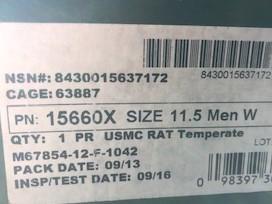 NSN#: 8430015637172
8430015637172
CAGE: 63887
PN: 15660X SIZE 11.5 Men W
QTY: 1 PR USMC RAT Temperate
LOT
M67854-12-F-1042
PACK DATE: 09/13
INSP/TEST DATE: 09/16
0 98397 3